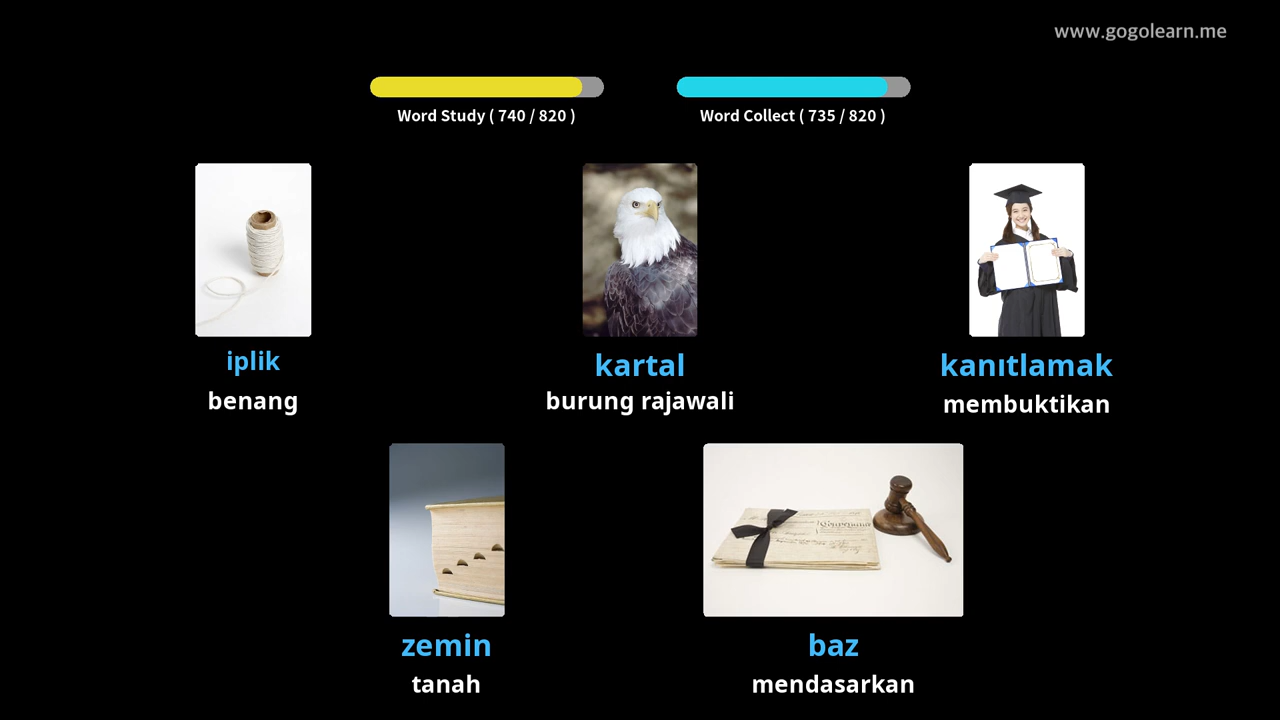 www.gogolearn.me
Word Study ( 740 / 820 )
Word Collect ( 735 / 820 )
iplik
benang
kartal
burung rajawali
kanıtlamak
membuktikan
zemin
tanah
baz
mendasarkan